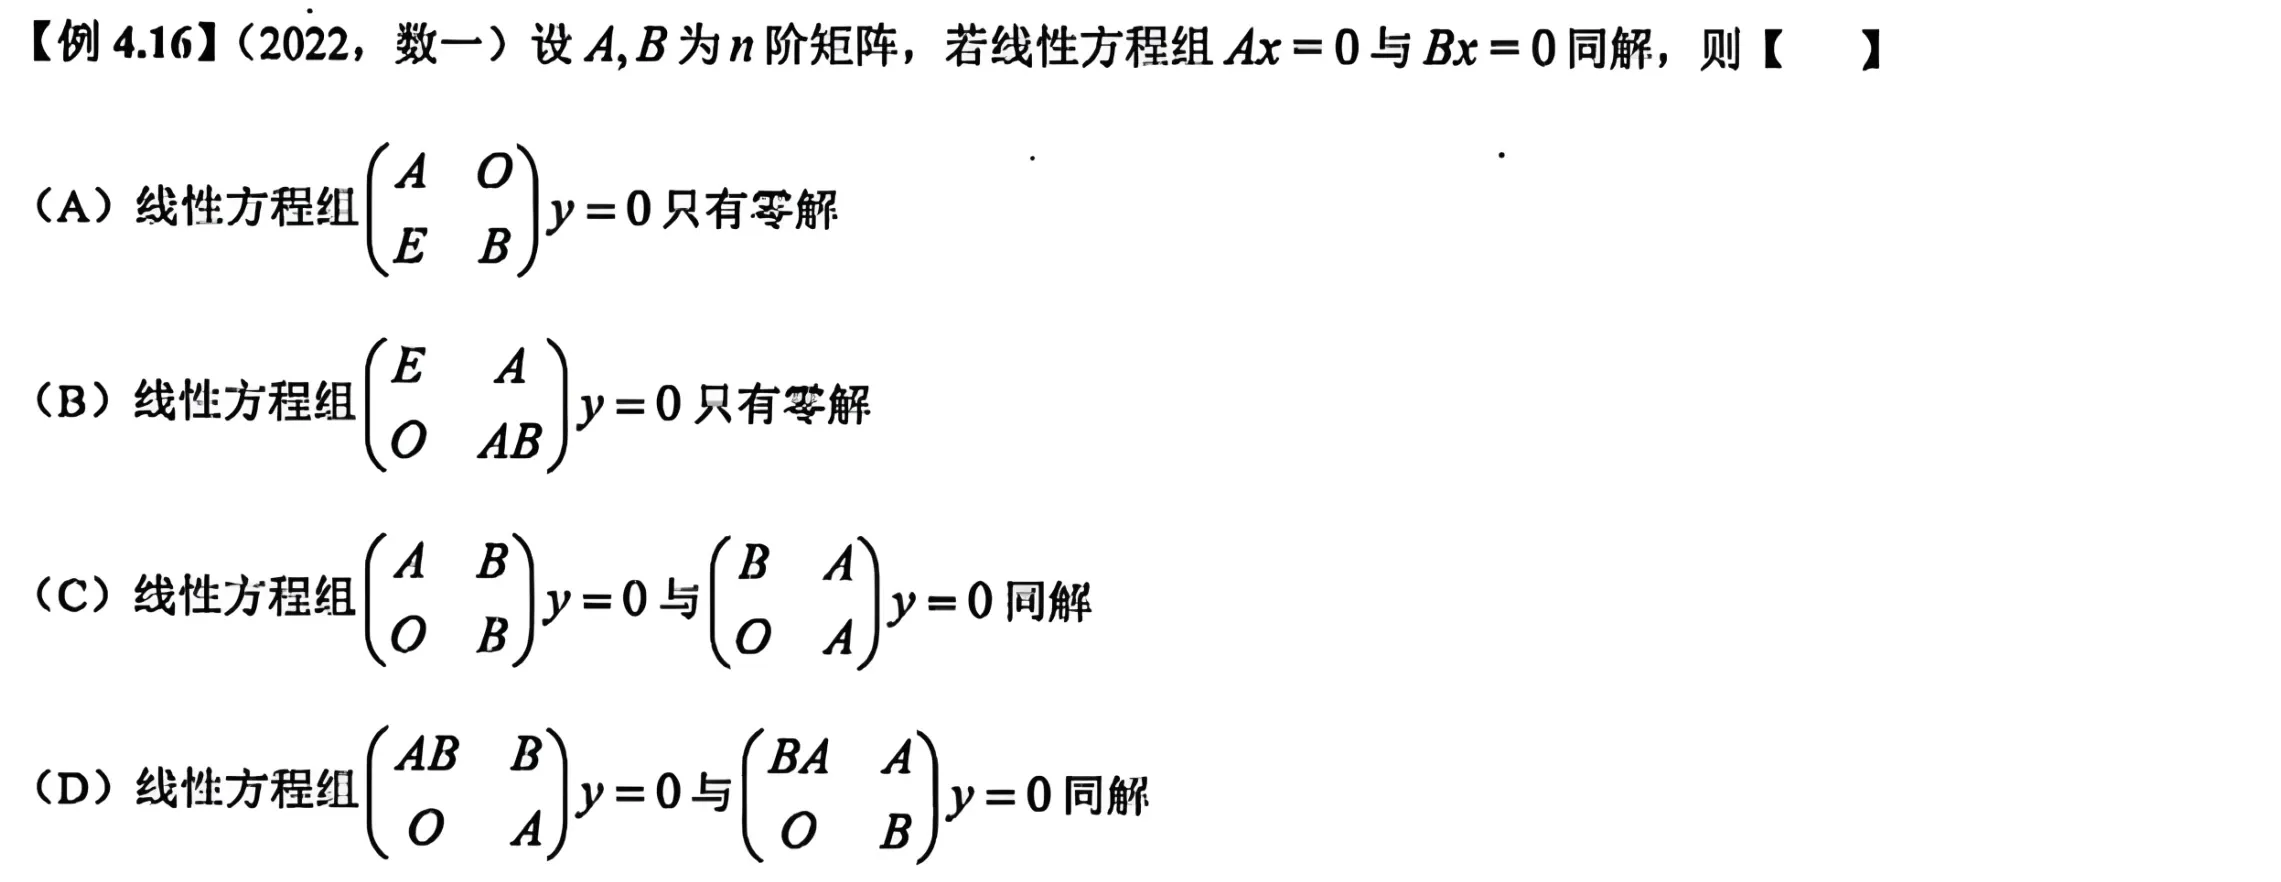 【例 4.16】（2022，数一）设 A, B 为 n 阶矩阵，若线性方程组 Ax = 0 与 Bx = 0 同解，则【　】
（A）线性方程组 \begin{pmatrix} A & O \\ E & B \end{pmatrix} y = 0 只有零解
（B）线性方程组 \begin{pmatrix} E & A \\ O & AB \end{pmatrix} y = 0 只有零解
（C）线性方程组 \begin{pmatrix} A & B \\ O & B \end{pmatrix} y = 0 与 \begin{pmatrix} B & A \\ O & A \end{pmatrix} y = 0 同解
（D）线性方程组 \begin{pmatrix} AB & B \\ O & A \end{pmatrix} y = 0 与 \begin{pmatrix} BA & A \\ O & B \end{pmatrix} y = 0 同解